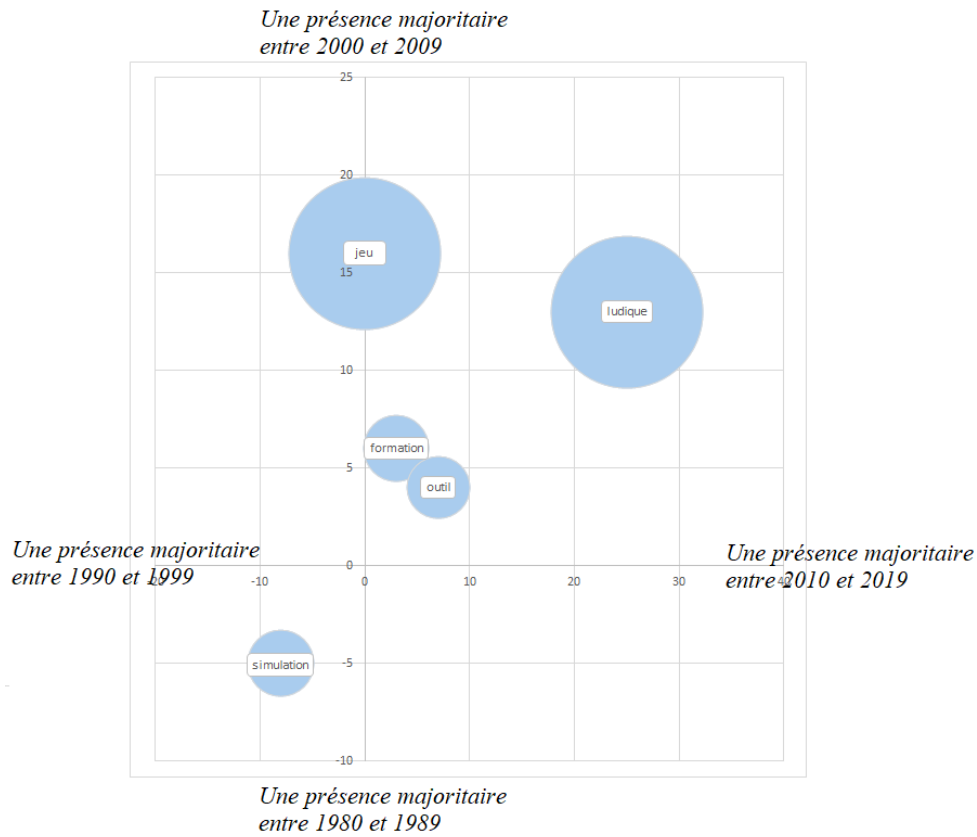 Une présence majoritaire
entre 2000 et 2009
25
20
jeu
15
ludique
10
formation
5
outil
Une présence majoritaire
entre 1990 et 1999
0
Une présence majoritaire
entre 2010 et 2019
-20
-10
0
10
20
30
40
simulation
-5
-10
Une présence majoritaire
entre 1980 et 1989